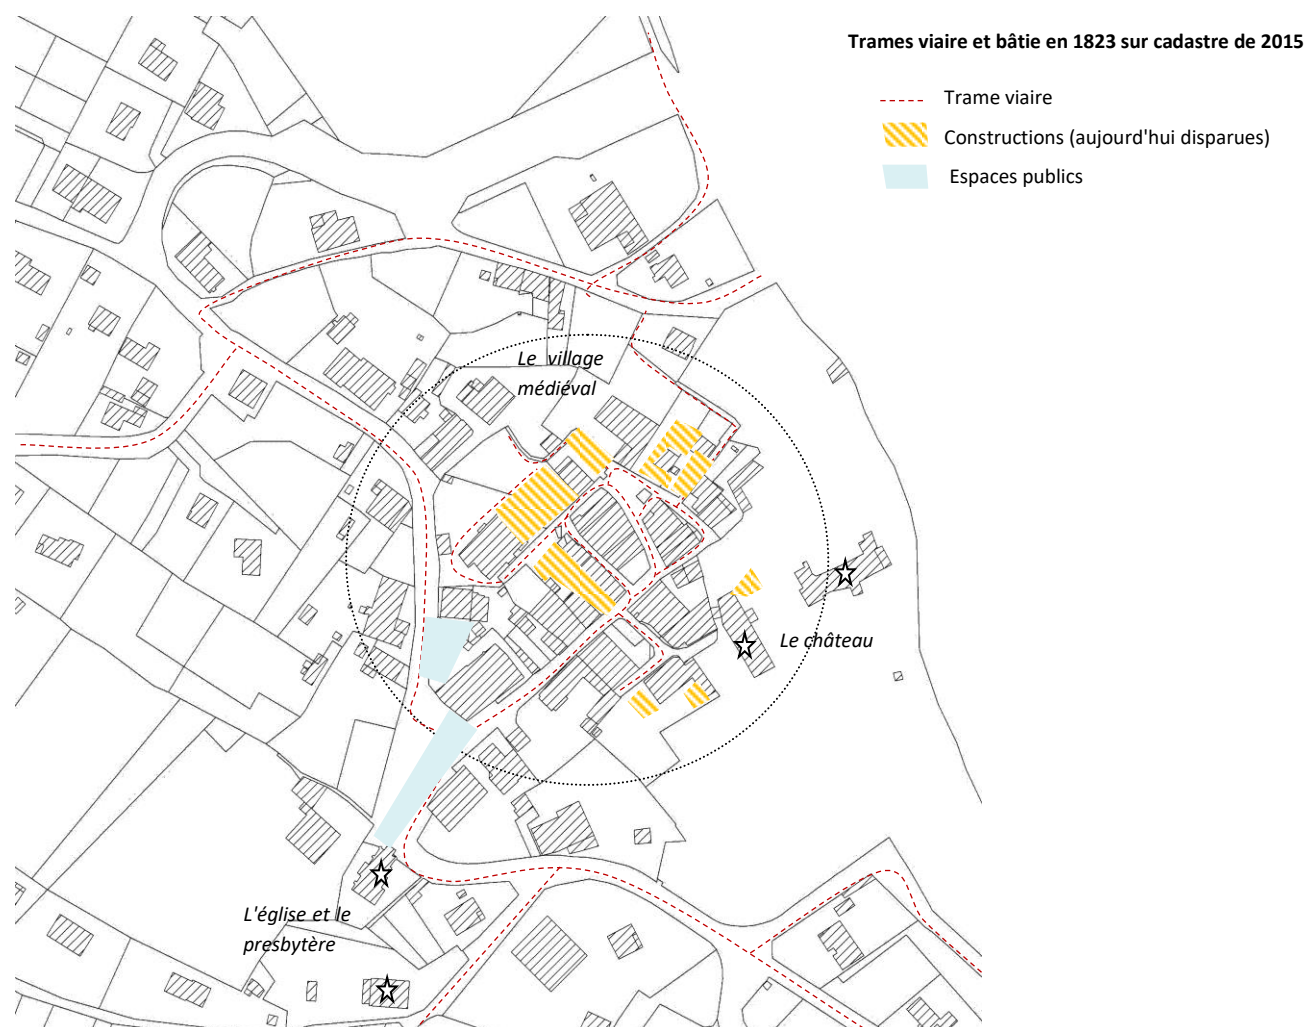 Trames viaire et bâtie en 1823 sur cadastre de 2015
Trame viaire
Constructions (aujourd'hui disparues)
Espaces publics
Le village
médiéval
Le château
L'église et le
presbytère